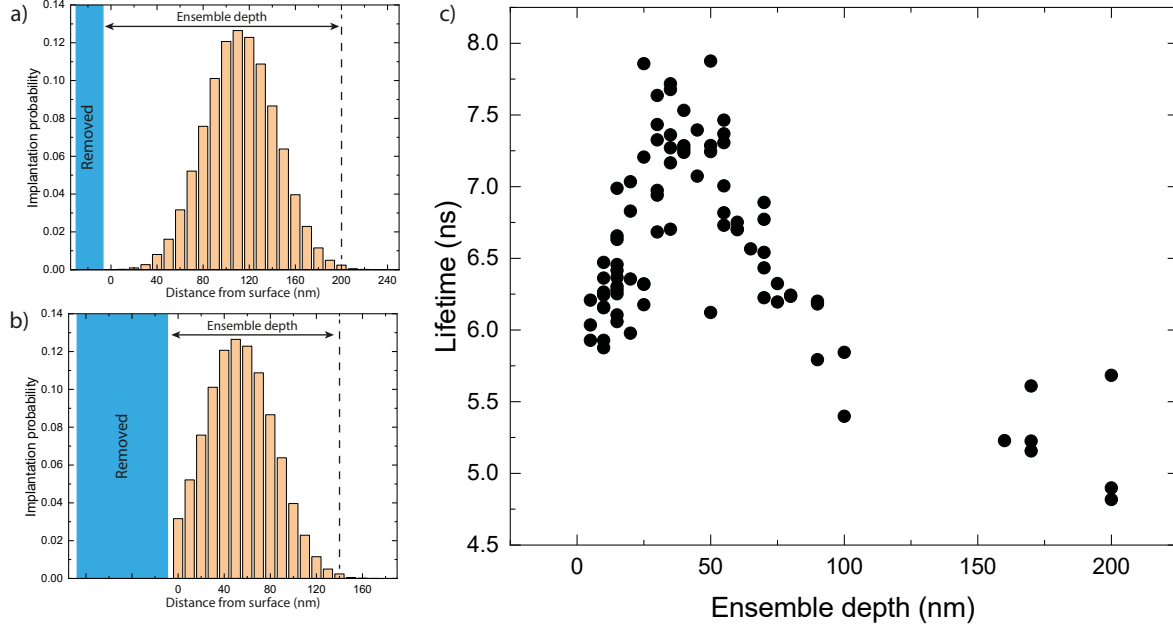 a)
Ensemble depth
Removed
Implantation probability
0.14
0.12
0.10
0.08
0.06
0.04
0.02
0.00
0 40 80 120 160 200 240
Distance from surface (nm)
b)
Ensemble depth
Removed
Implantation probability
0.14
0.12
0.10
0.08
0.06
0.04
0.02
0.00
0 40 80 120 160
Distance from surface (nm)
c)
Lifetime (ns)
8.0
7.5
7.0
6.5
6.0
5.5
5.0
4.5
0 50 100 150 200
Ensemble depth (nm)